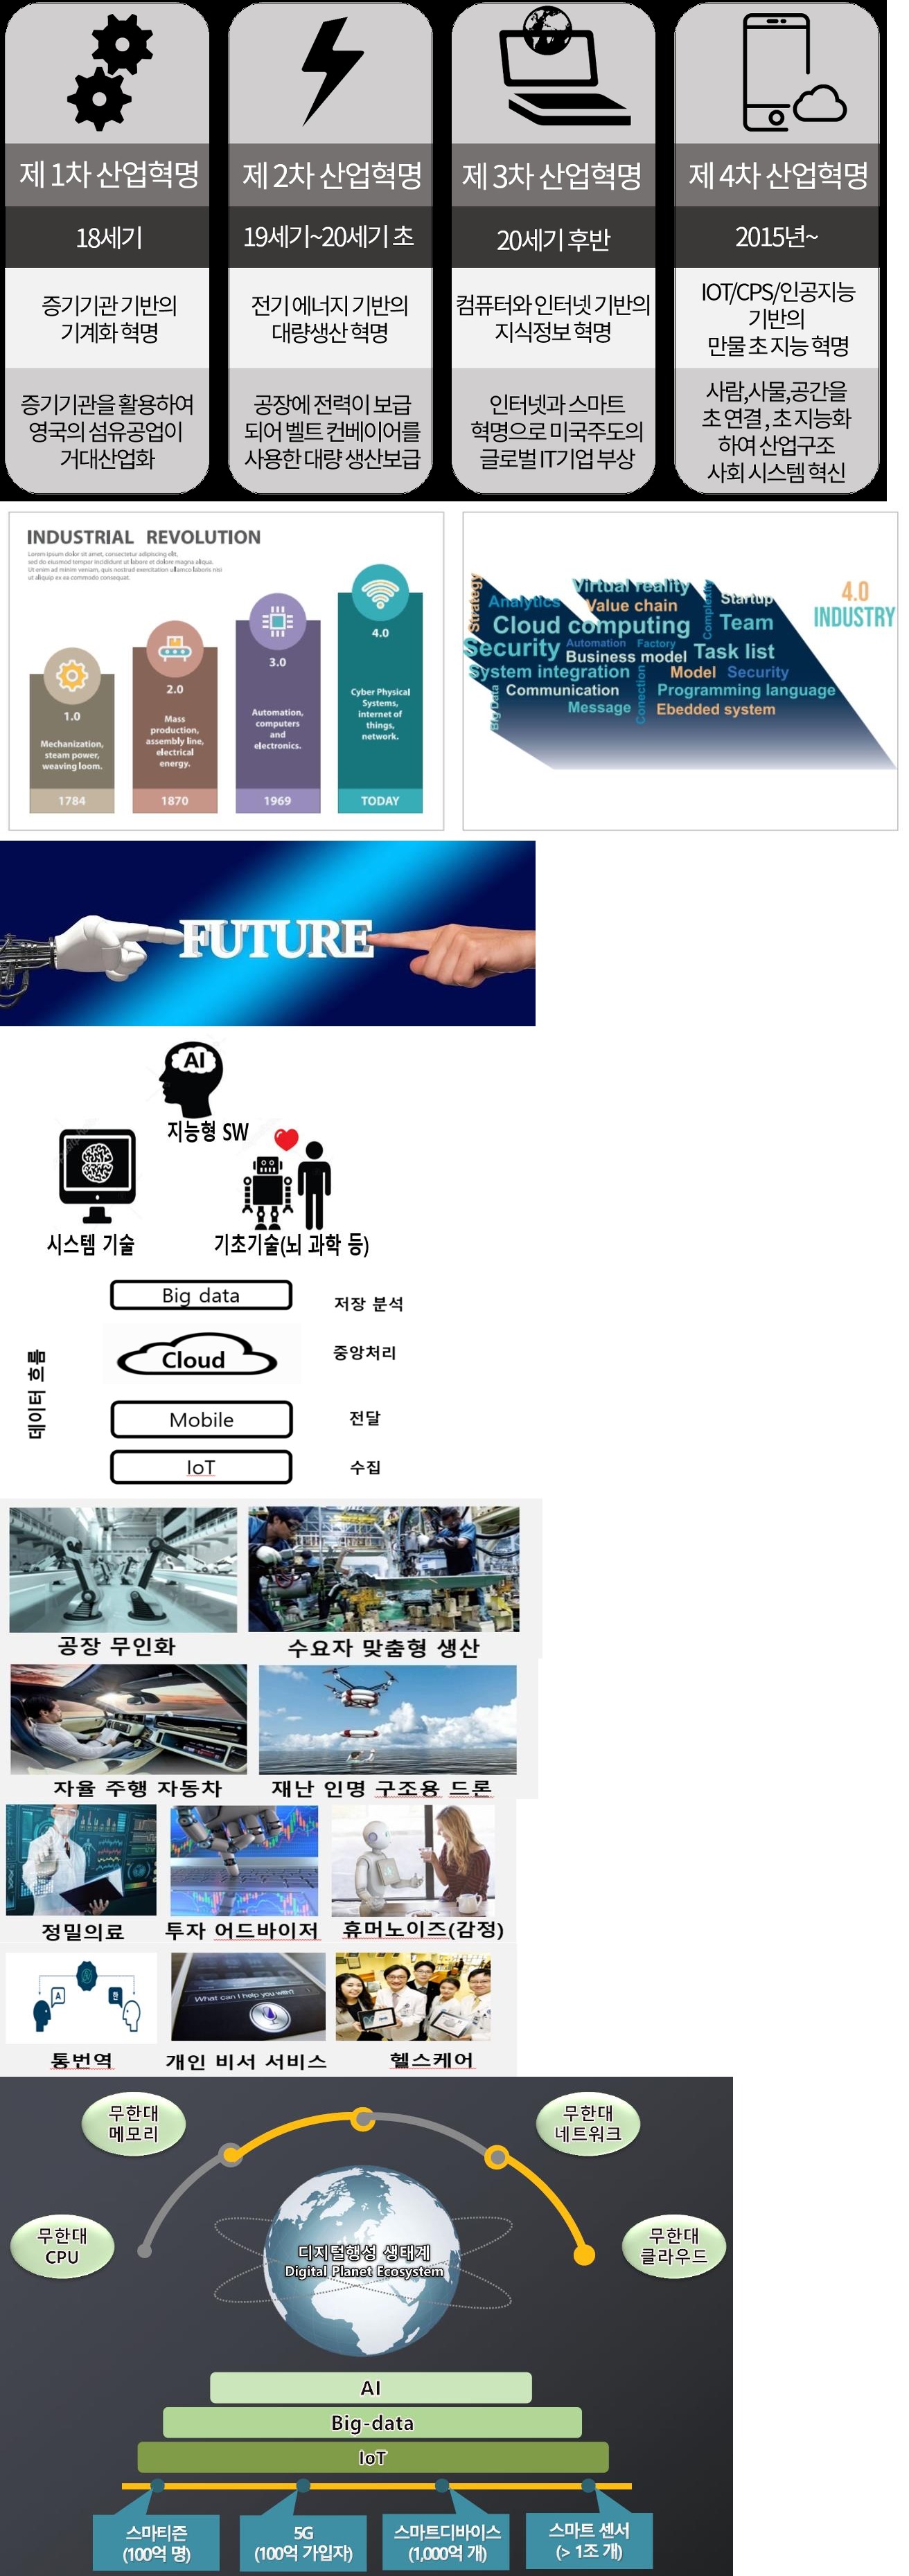 제 1차 산업혁명
18세기
증기기관 기반의
기계화 혁명
증기기관을 활용하여
영국의 섬유공업이
거대산업화
제 2차 산업혁명
19세기~20세기 초
전기 에너지 기반의
대량생산 혁명
공장에 전력이 보급
되어 벨트 컨베이어를
사용한 대량 생산보급
제 3차 산업혁명
20세기 후반
컴퓨터와 인터넷 기반의
지식정보 혁명
인터넷과 스마트
혁명으로 미국주도의
글로벌 IT기업 부상
제 4차 산업혁명
2015년~
IOT/CPS/인공지능
기반의
만물 초 지능 혁명
사람,사물,공간을
초 연결 , 초 지능화
하여 산업구조
사회 시스템 혁신
INDUSTRIAL REVOLUTION
Lorem ipsum dolor sit amet, consectetur adipiscing elit,
sed do eiusmod tempor incididunt ut labore et dolore magna aliqua.
Ut enim ad minim veniam, quis nostrud exercitation ullamco laboris nisi
ut aliquip ex ea commodo consequat.
1.0
Mechanization,
steam power,
weaving loom.
1784
2.0
Mass
production,
assembly line,
electrical
energy.
1870
3.0
Automation,
computers
and
electronics.
1969
4.0
Cyber Physical
Systems,
internet of
things,
network.
TODAY
4.0
INDUSTRY
Strategy
Virtual reality
Analytics
Value chain
Complexity
Startup
Cloud computing
Team
Security
Automation
Factory
Business model
Task list
System integration
Model
Security
Big Data
Communication
Conection
Programming language
Message
Ebedded system
FUTURE
AI
지능형 SW
시스템 기술
기초기술(뇌 과학 등)
데이터 흐름
Big data
저장 분석
Cloud
중앙처리
Mobile
전달
IoT
수집
공장 무인화
수요자 맞춤형 생산
자율 주행 자동차
재난 인명 구조용 드론
정밀의료
투자 어드바이저
휴머노이즈(감정)
A
한
What can I help you with?
통번역
개인 비서 서비스
헬스케어
무한대
메모리
무한대
네트워크
무한대
CPU
무한대
클라우드
디지털행성 생태계
Digital Planet Ecosystem
AI
Big-data
IoT
스마티즌
(100억 명)
5G
(100억 가입자)
스마트디바이스
(1,000억 개)
스마트 센서
(> 1조 개)